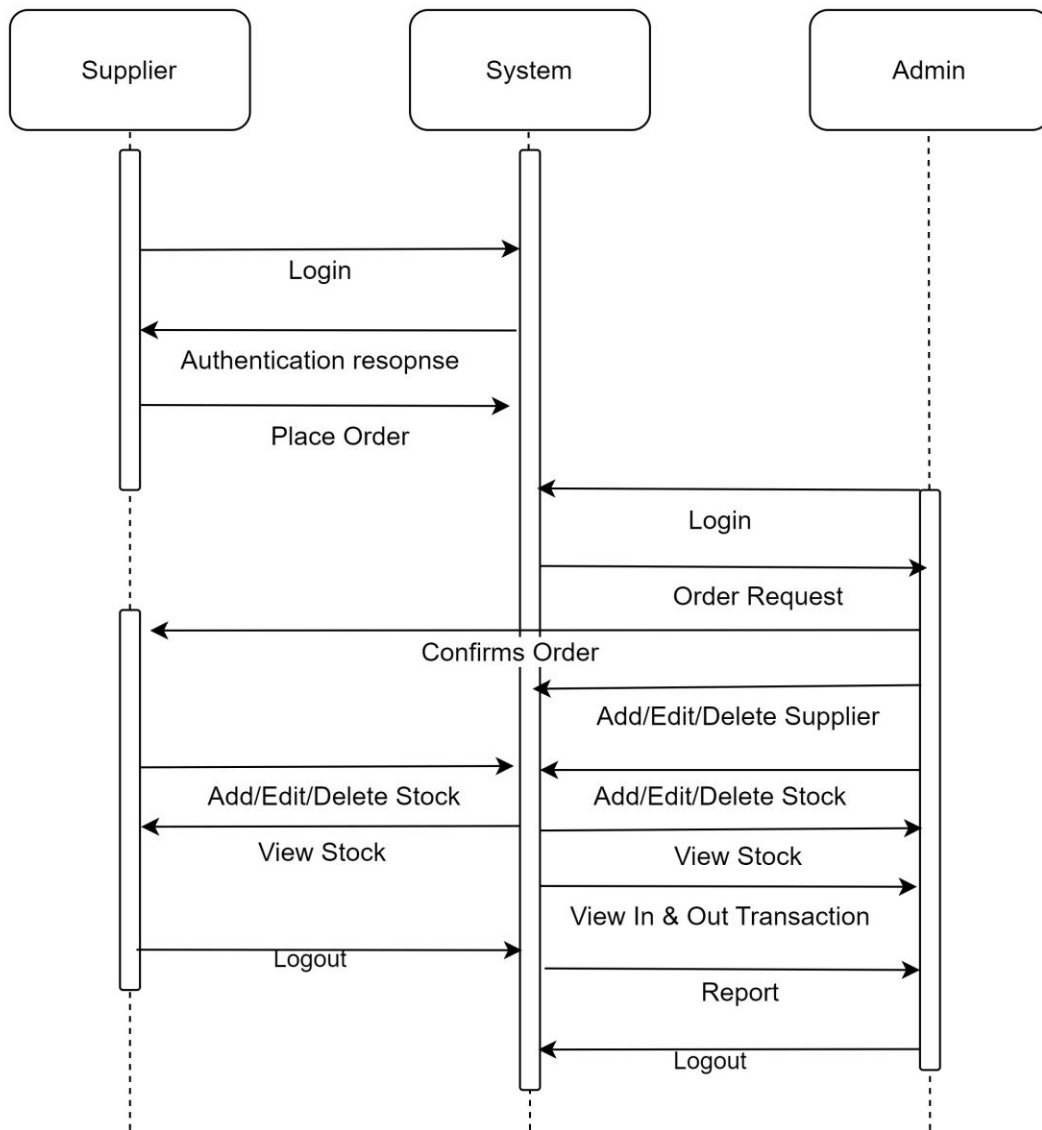 Supplier
System
Admin
Login
Authentication resopnse
Place Order
Login
Order Request
Confirms Order
Add/Edit/Delete Supplier
Add/Edit/Delete Stock
Add/Edit/Delete Stock
View Stock
View Stock
View In & Out Transaction
Logout
Report
Logout